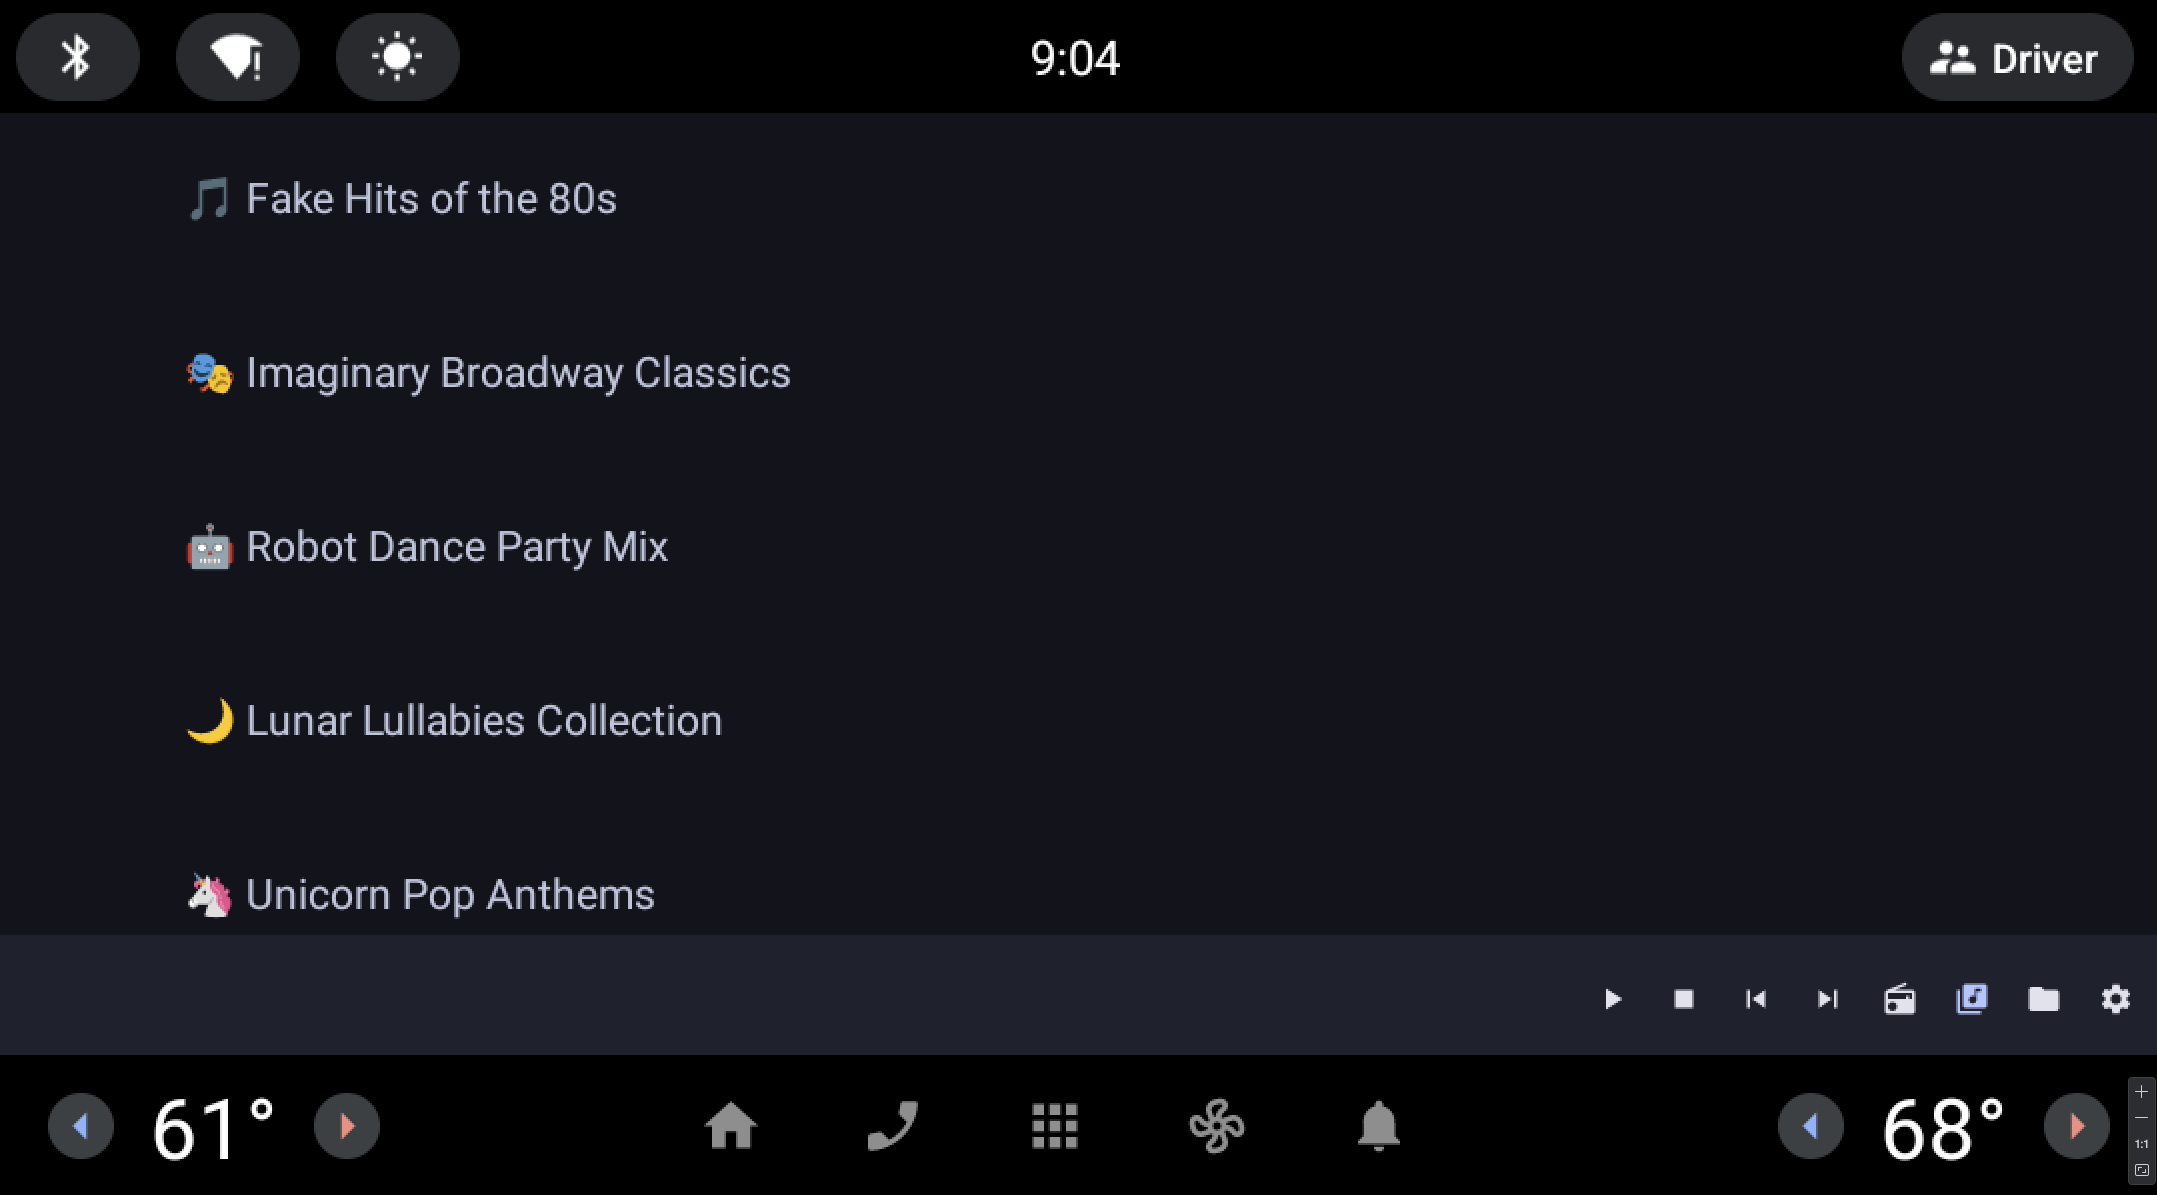 9:04
Driver
Fake Hits of the 80s
Imaginary Broadway Classics
Robot Dance Party Mix
Lunar Lullabies Collection
Unicorn Pop Anthems
61°
68°
1:1